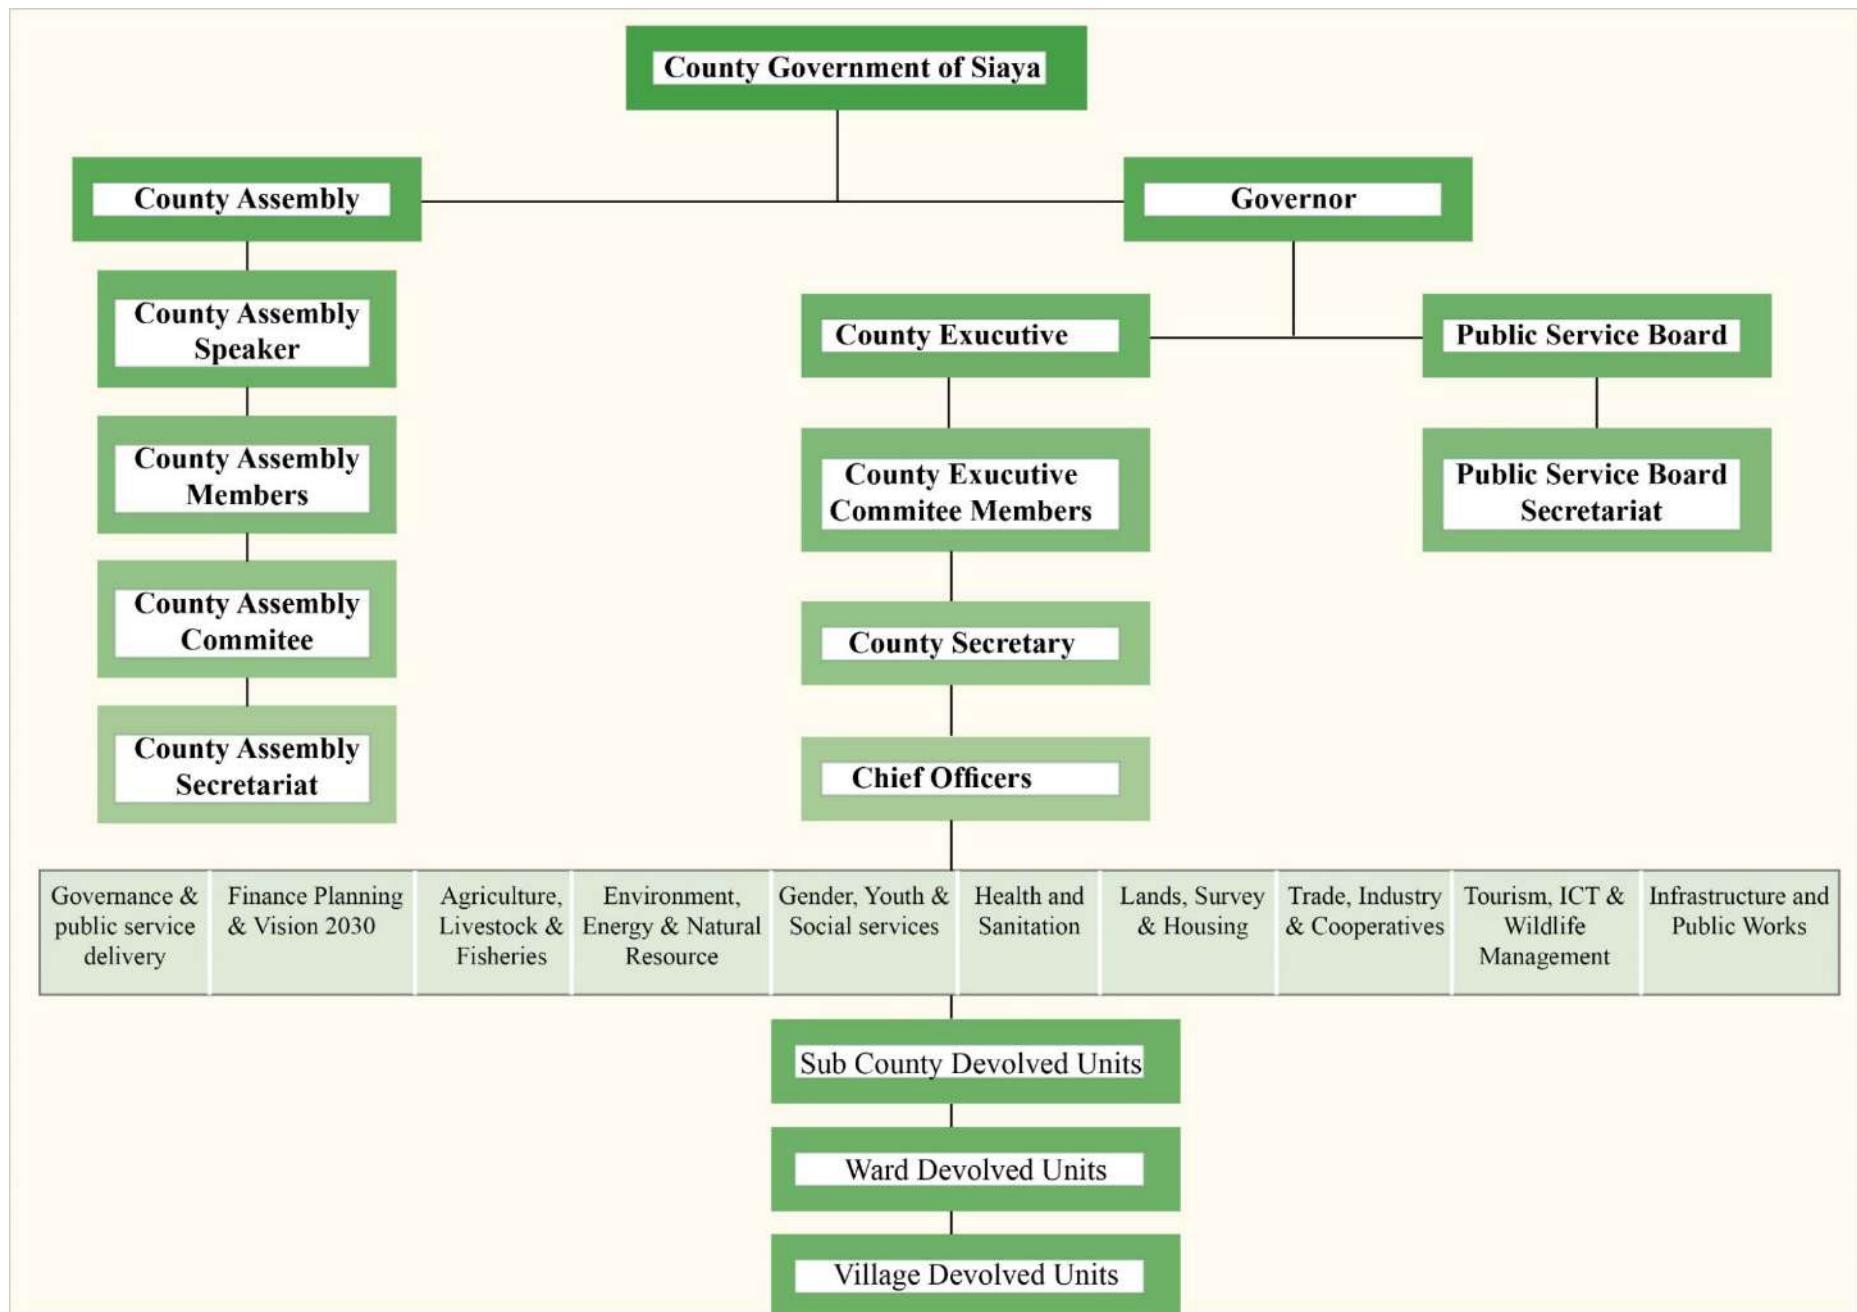 County Government of Siaya
County Assembly
Governor
County Assembly
Speaker
County Exucutive
Public Service Board
County Assembly
Members
County Exucutive
Commitee Members
Public Service Board
Secretariat
County Assembly
Commitee
County Secretary
County Assembly
Secretariat
Chief Officers
Governance &
public service
delivery
Finance Planning
& Vision 2030
Agriculture,
Livestock &
Fisheries
Environment,
Energy & Natural
Resource
Gender, Youth &
Social services
Health and
Sanitation
Lands, Survey
& Housing
Trade, Industry
& Cooperatives
Tourism, ICT &
Wildlife
Management
Infrastructure and
Public Works
Sub County Devolved Units
Ward Devolved Units
Village Devolved Units